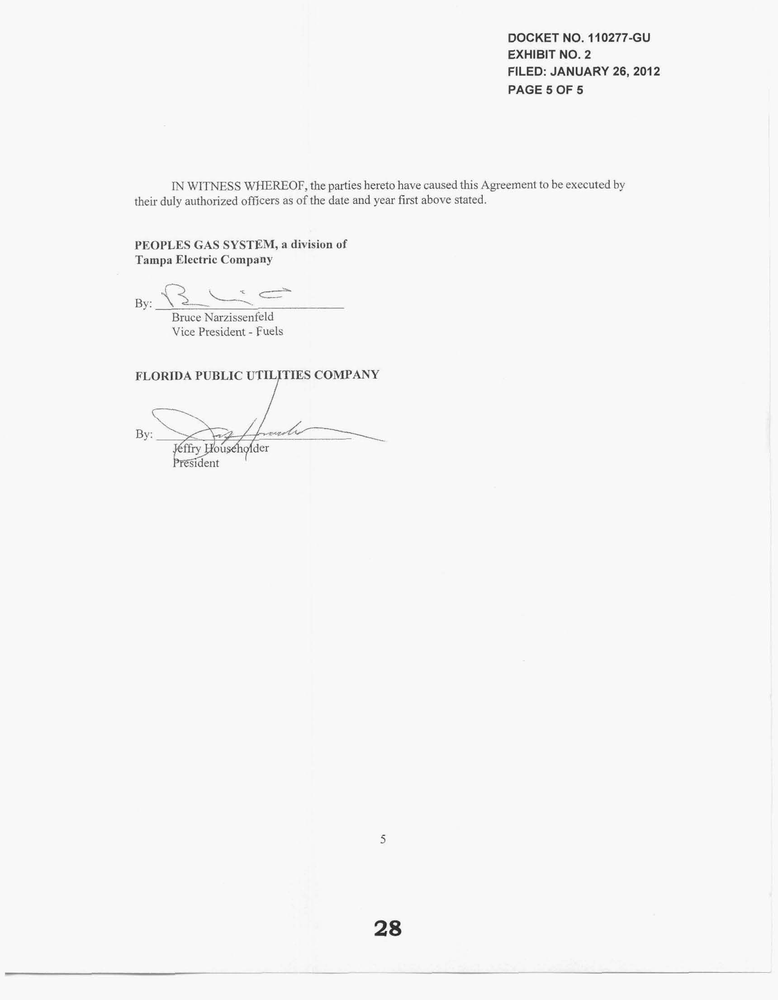 DOCKET NO. 110277-GU
EXHIBIT NO. 2
FILED: JANUARY 26, 2012
PAGE 5 OF 5
IN WITNESS WHEREOF, the parties hereto have caused this Agreement to be executed by
their duly authorized officers as of the date and year first above stated.
PEOPLES GAS SYSTEM, a division of
Tampa Electric Company
By:
Bruce Narzissenfeld
Vice President - Fuels
FLORIDA PUBLIC UTILITIES COMPANY
By:
Jeffry Householder
President
5
28